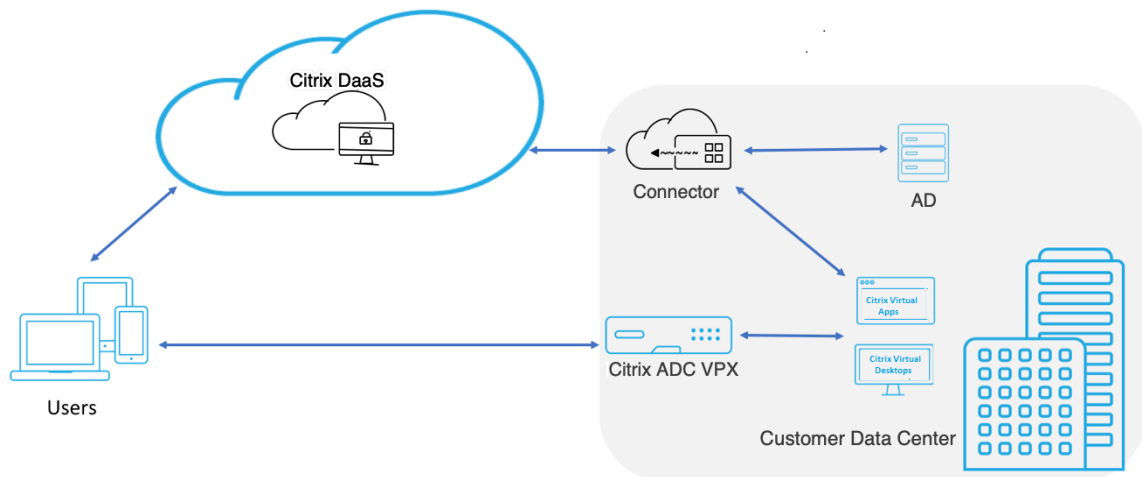 Citrix DaaS
Connector
AD
Citrix Virtual
Apps
Citrix ADC VPX
Citrix Virtual
Desktops
Users
Customer Data Center